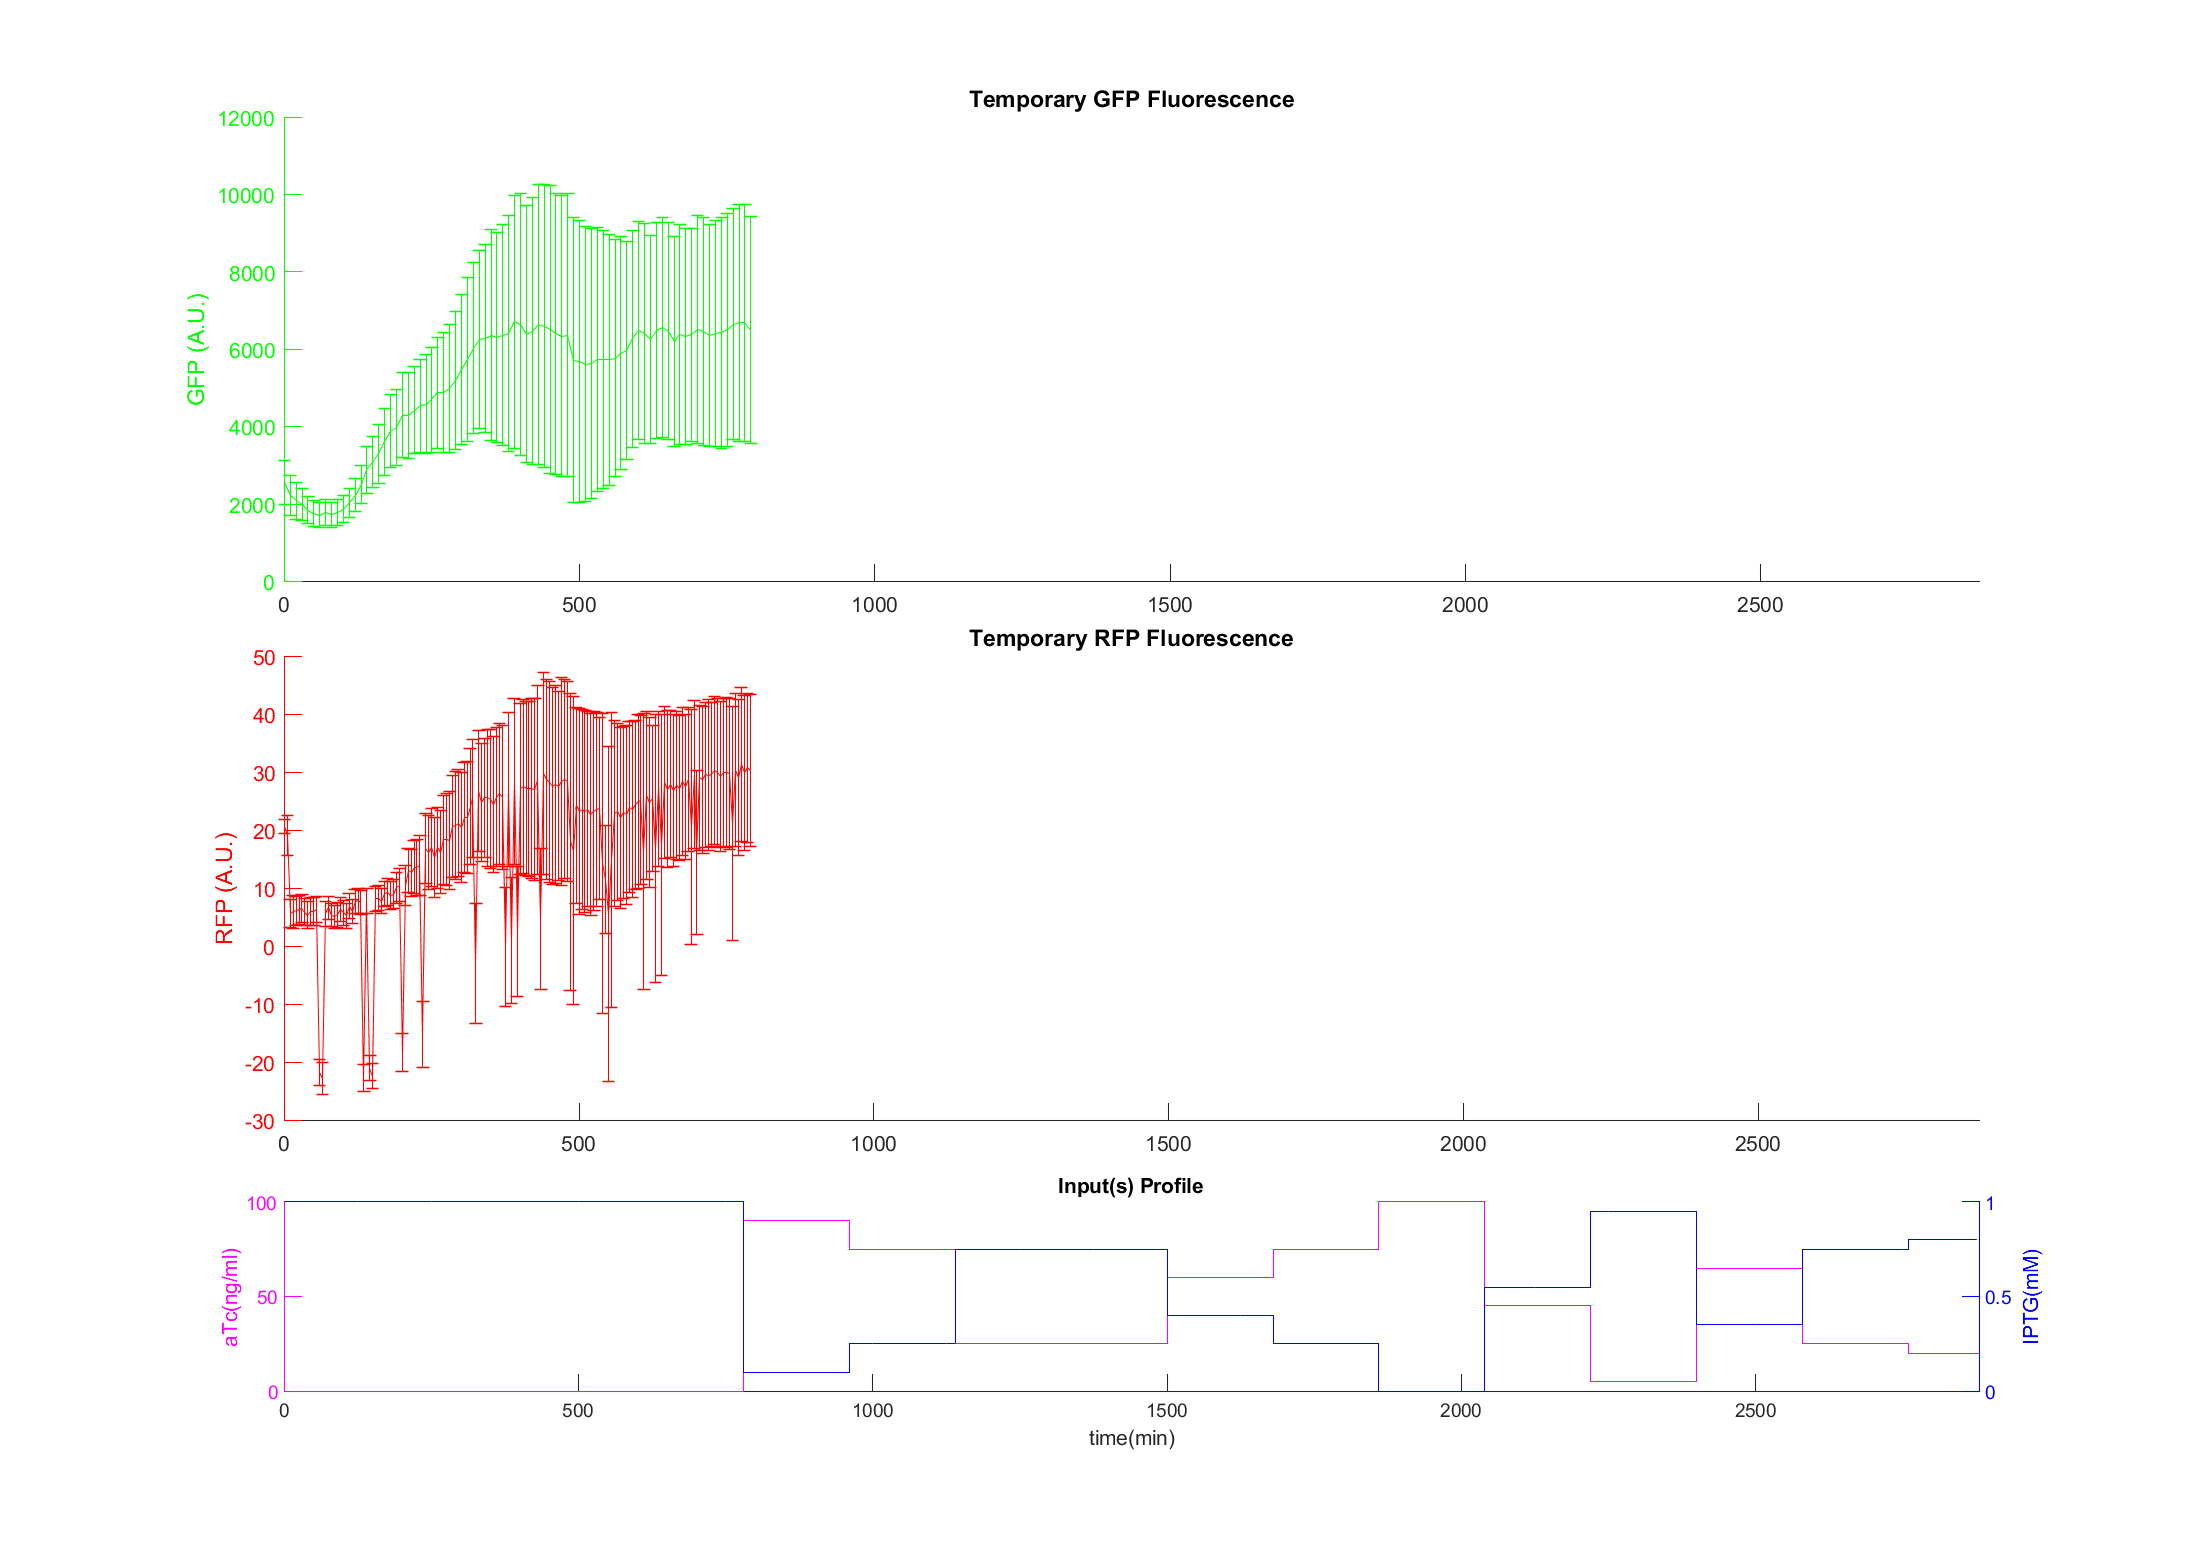 Temporary GFP Fluorescence
12000
10000
8000
6000
4000
2000
0
GFP (A.U.)
0 500 1000 1500 2000 2500
Temporary RFP Fluorescence
50
40
30
20
10
0
-10
-20
-30
RFP (A.U.)
0 500 1000 1500 2000 2500
Input(s) Profile
100
50
0
aTc(ng/ml)
1
0.5
0
IPTG(mM)
0 500 1000 1500 2000 2500
time(min)